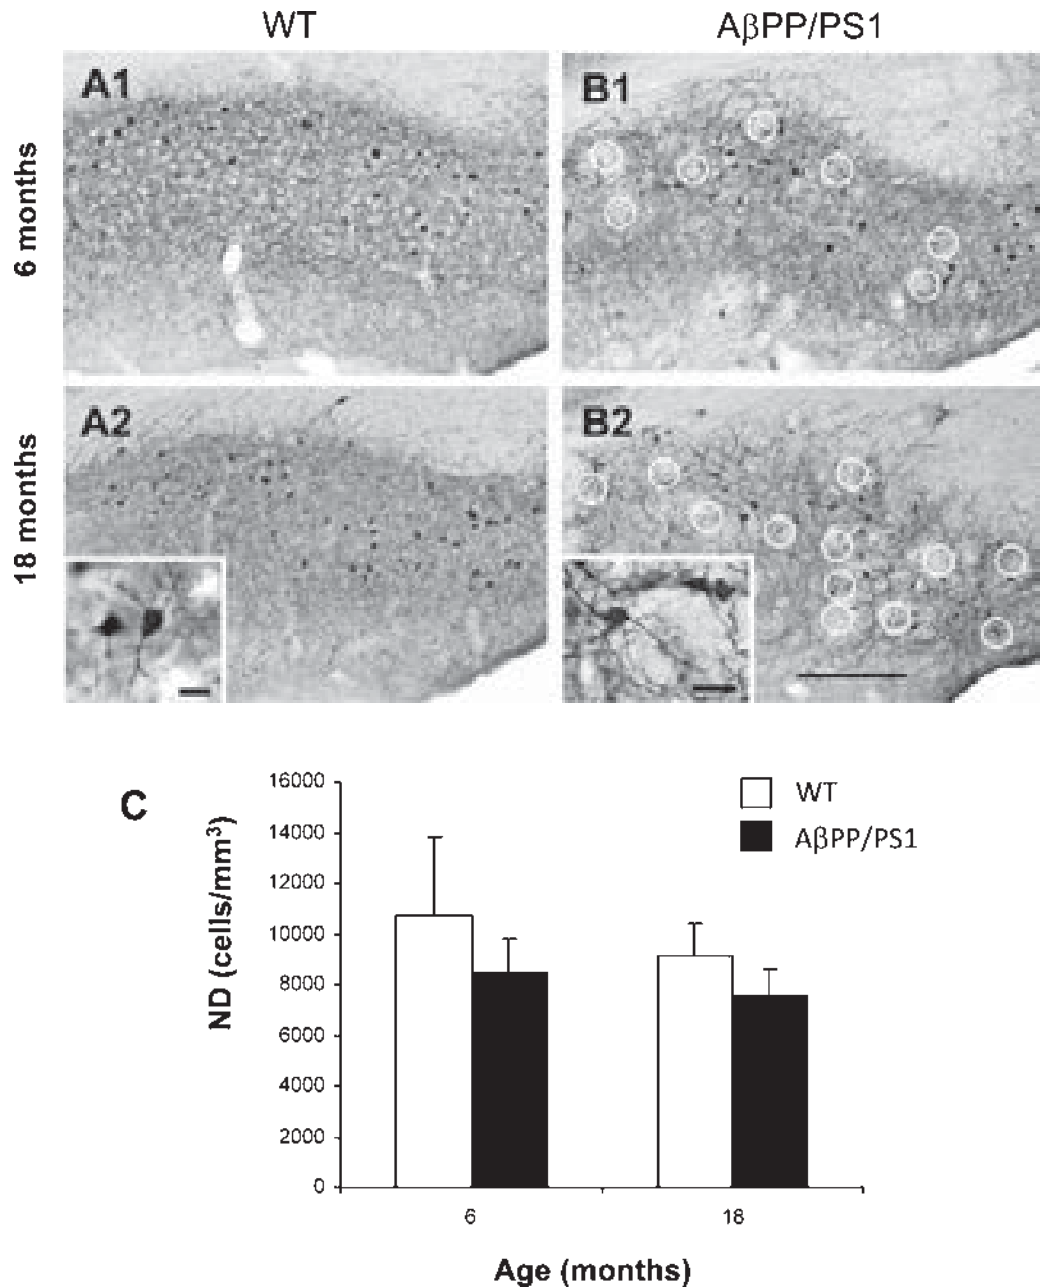 WT
AβPP/PS1
6 months
A1
B1
18 months
A2
B2
C
16000
14000
12000
10000
8000
6000
4000
2000
0
ND (cells/mm³)
WT
AβPP/PS1
6
18
Age (months)